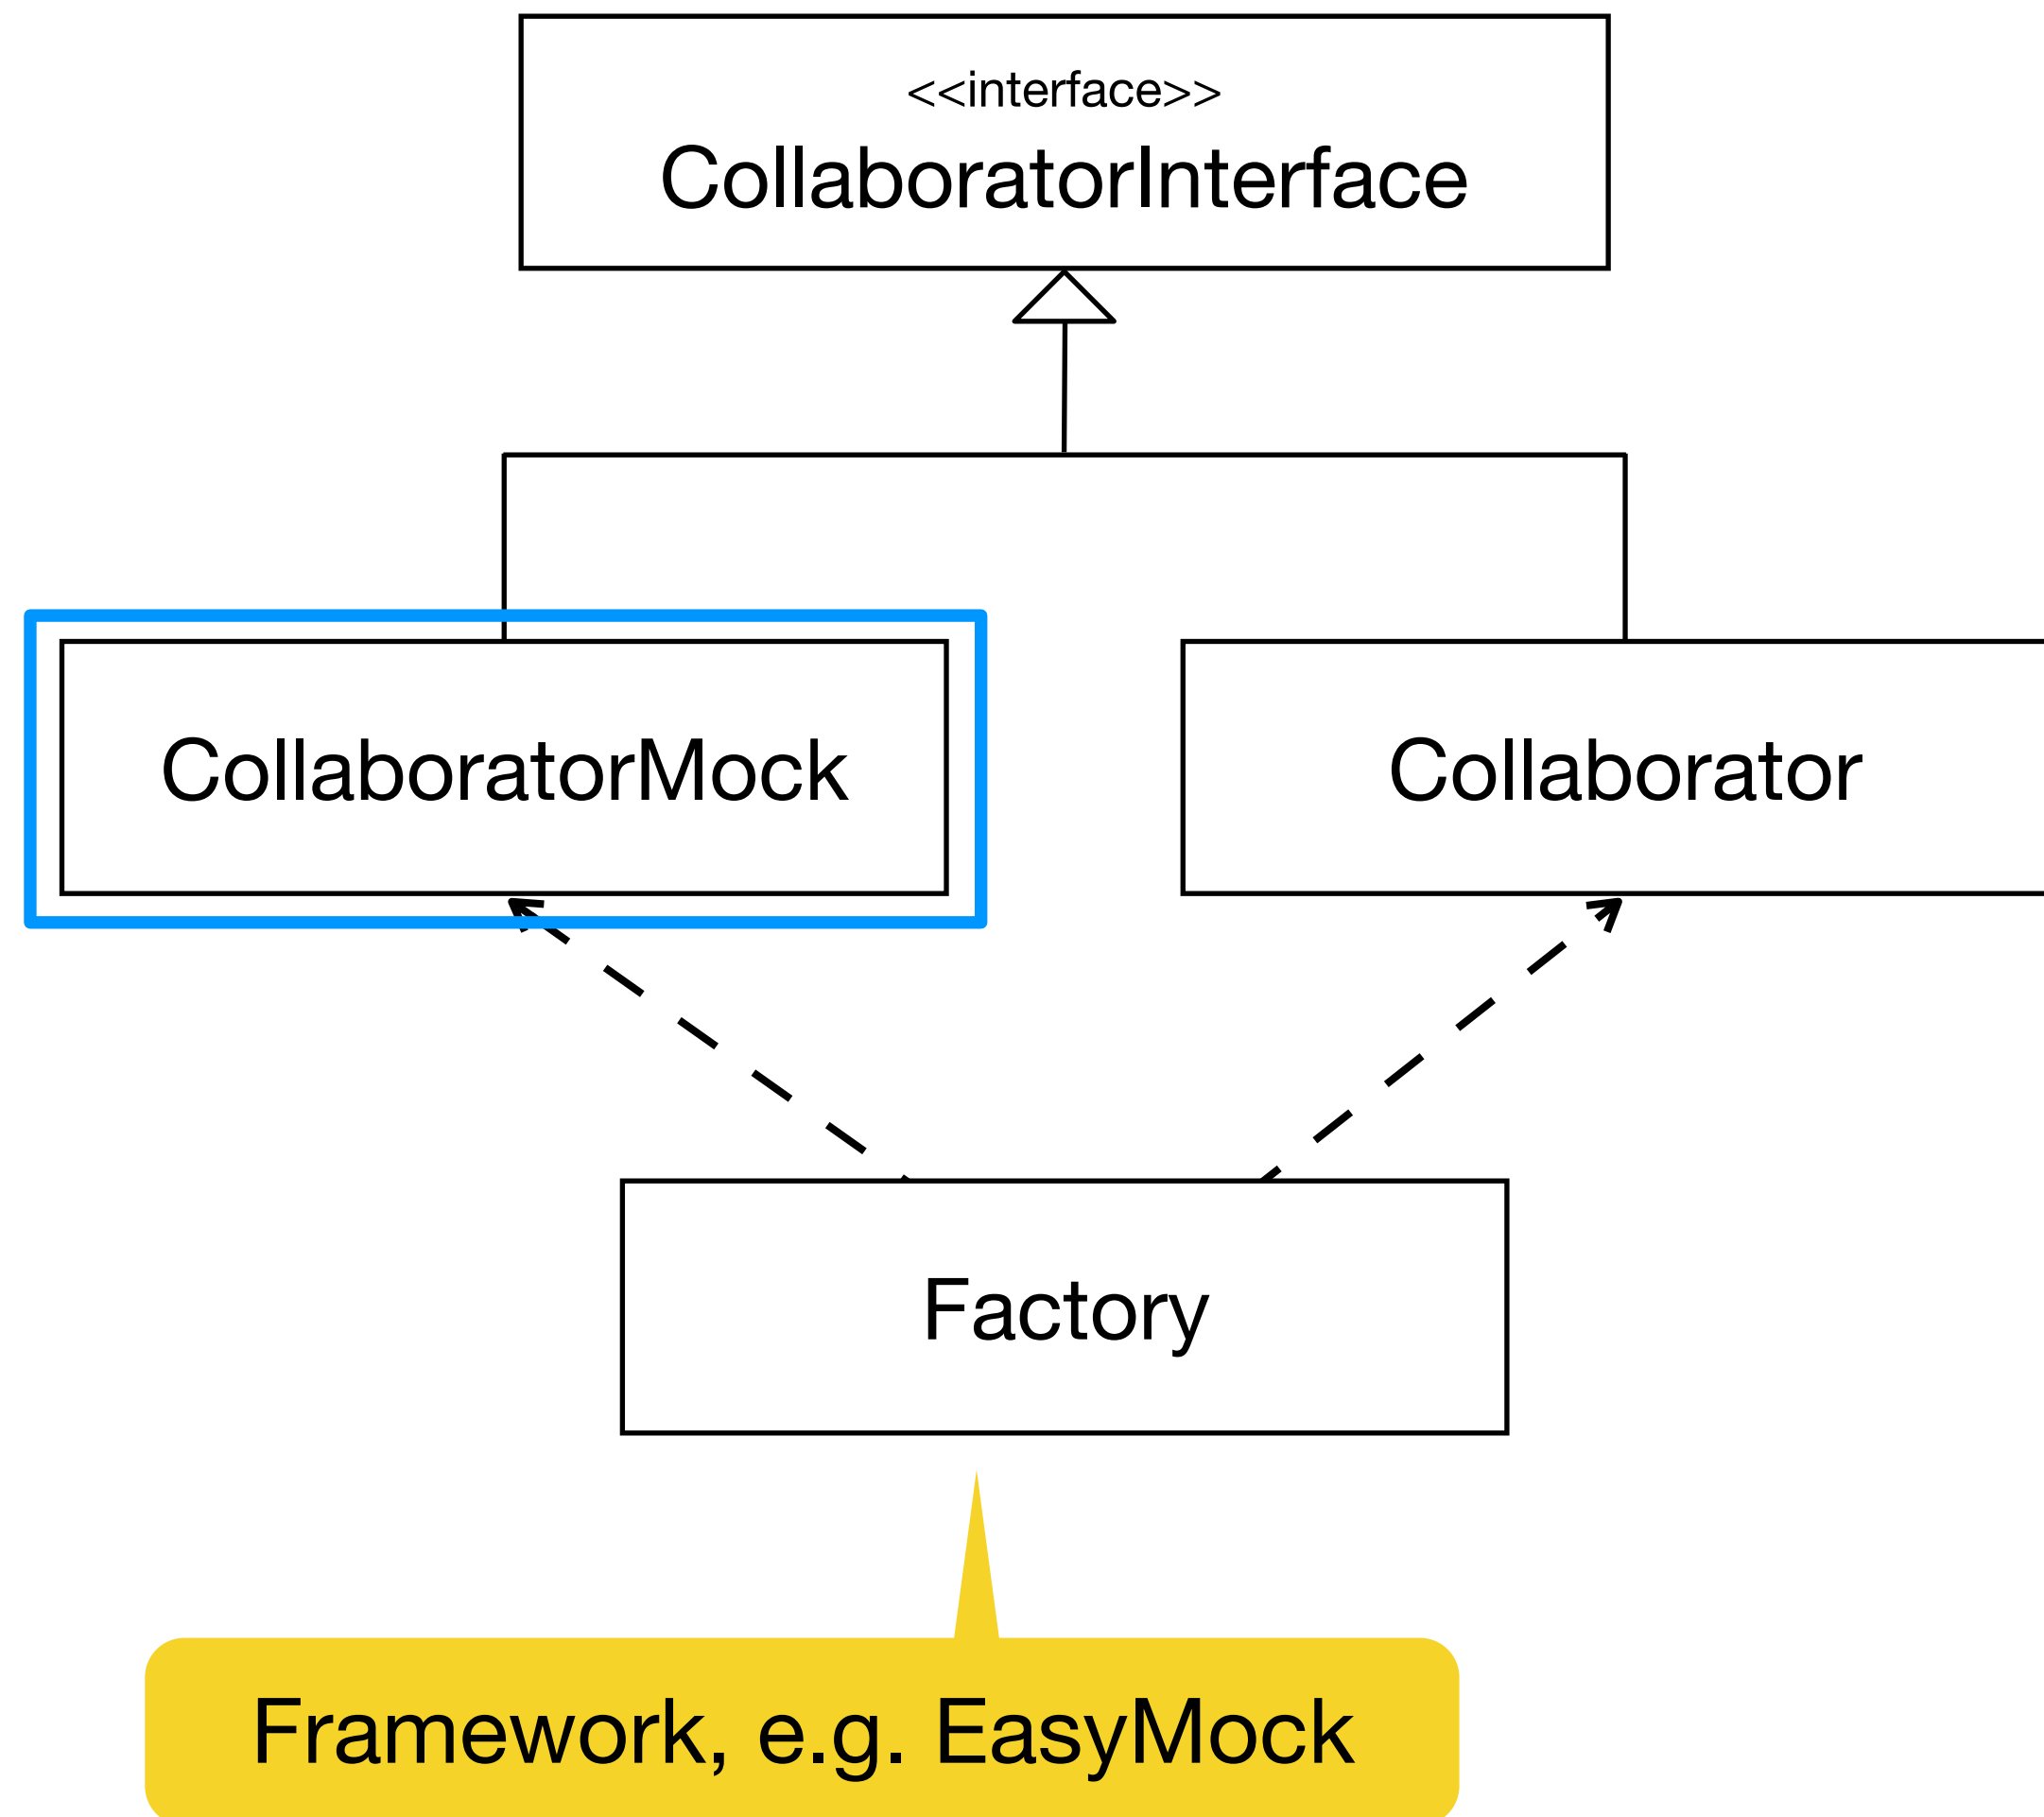 <<interface>>
CollaboratorInterface
CollaboratorMock
Collaborator
Factory
Framework, e.g. EasyMock